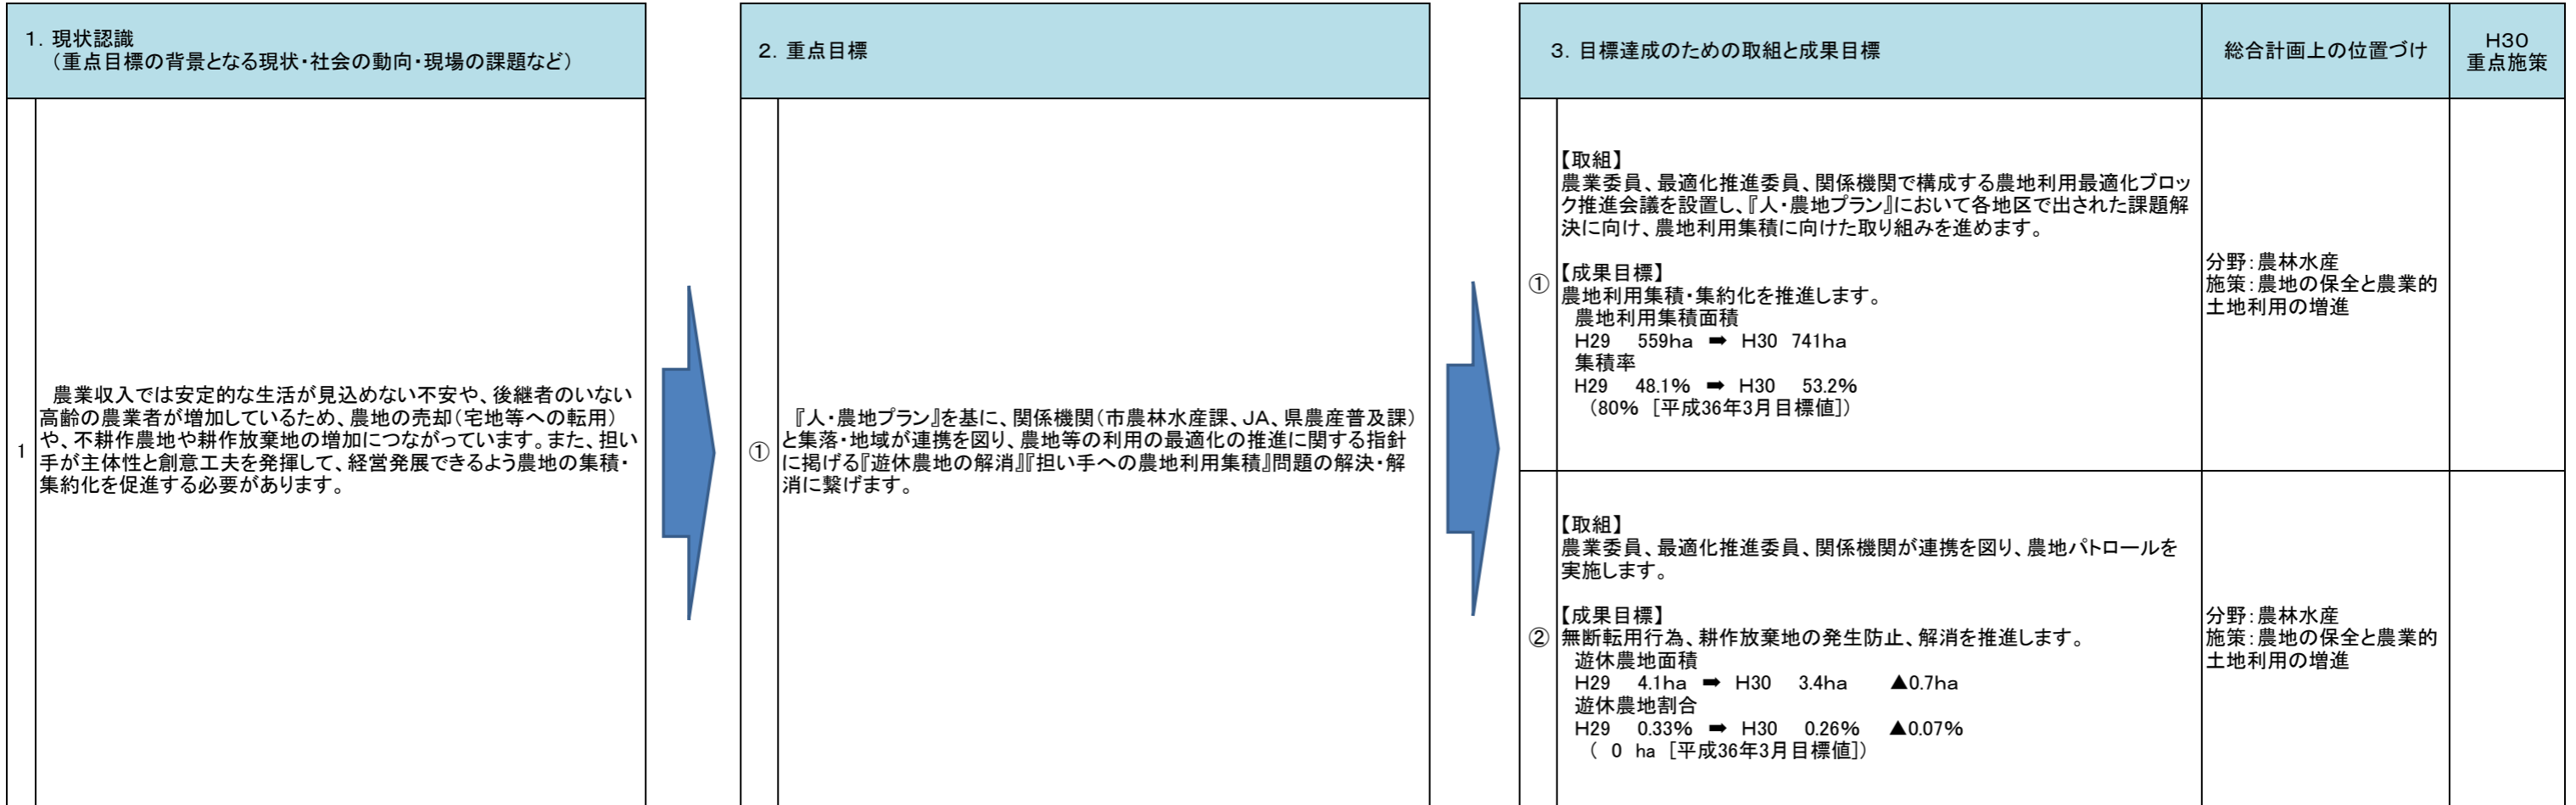 1．現状認識
（重点目標の背景となる現状・社会の動向・現場の課題など）
1
農業収入では安定的な生活が見込めない不安や、後継者のいない
高齢の農業者が増加しているため、農地の売却（宅地等への転用）
や、不耕作農地や耕作放棄地の増加につながっています。また、担い
手が主体性と創意工夫を発揮して、経営発展できるよう農地の集積・
集約化を促進する必要があります。
2．重点目標
①
『人・農地プラン』を基に、関係機関（市農林水産課、JA、県農産普及課）
と集落・地域が連携を図り、農地等の利用の最適化の推進に関する指針
に掲げる『遊休農地の解消』『担い手への農地利用集積』問題の解決・解
消に繋げます。
3．目標達成のための取組と成果目標
総合計画上の位置づけ
H30
重点施策
①
【取組】
農業委員、最適化推進委員、関係機関で構成する農地利用最適化ブロッ
ク推進会議を設置し、『人・農地プラン』において各地区で出された課題解
決に向け、農地利用集積に向けた取り組みを進めます。
【成果目標】
農地利用集積・集約化を推進します。
農地利用集積面積
H29 559ha ➡ H30 741ha
集積率
H29 48.1% ➡ H30 53.2%
（80% [平成36年3月目標値]）
分野：農林水産
施策：農地の保全と農業的
土地利用の増進
②
【取組】
農業委員、最適化推進委員、関係機関が連携を図り、農地パトロールを
実施します。
【成果目標】
無断転用行為、耕作放棄地の発生防止、解消を推進します。
遊休農地面積
H29 4.1ha ➡ H30 3.4ha ▲0.7ha
遊休農地割合
H29 0.33% ➡ H30 0.26% ▲0.07%
（ 0 ha [平成36年3月目標値]）
分野：農林水産
施策：農地の保全と農業的
土地利用の増進